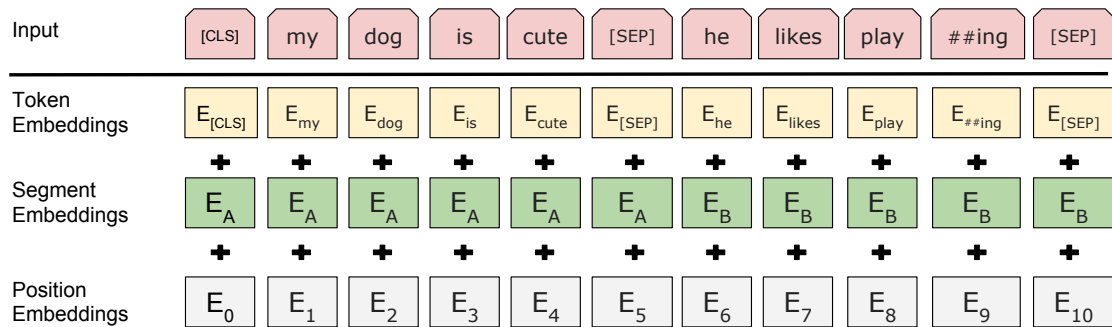 Input [CLS] my dog is cute [SEP] he likes play ##ing [SEP]
Token Embeddings E[CLS] Emy Edog Eis Ecute E[SEP] Ehe Elikes Eplay E##ing E[SEP]
+ + + + + + + + + + +
Segment Embeddings EA EA EA EA EA EA EB EB EB EB EB
+ + + + + + + + + + +
Position Embeddings E0 E1 E2 E3 E4 E5 E6 E7 E8 E9 E10